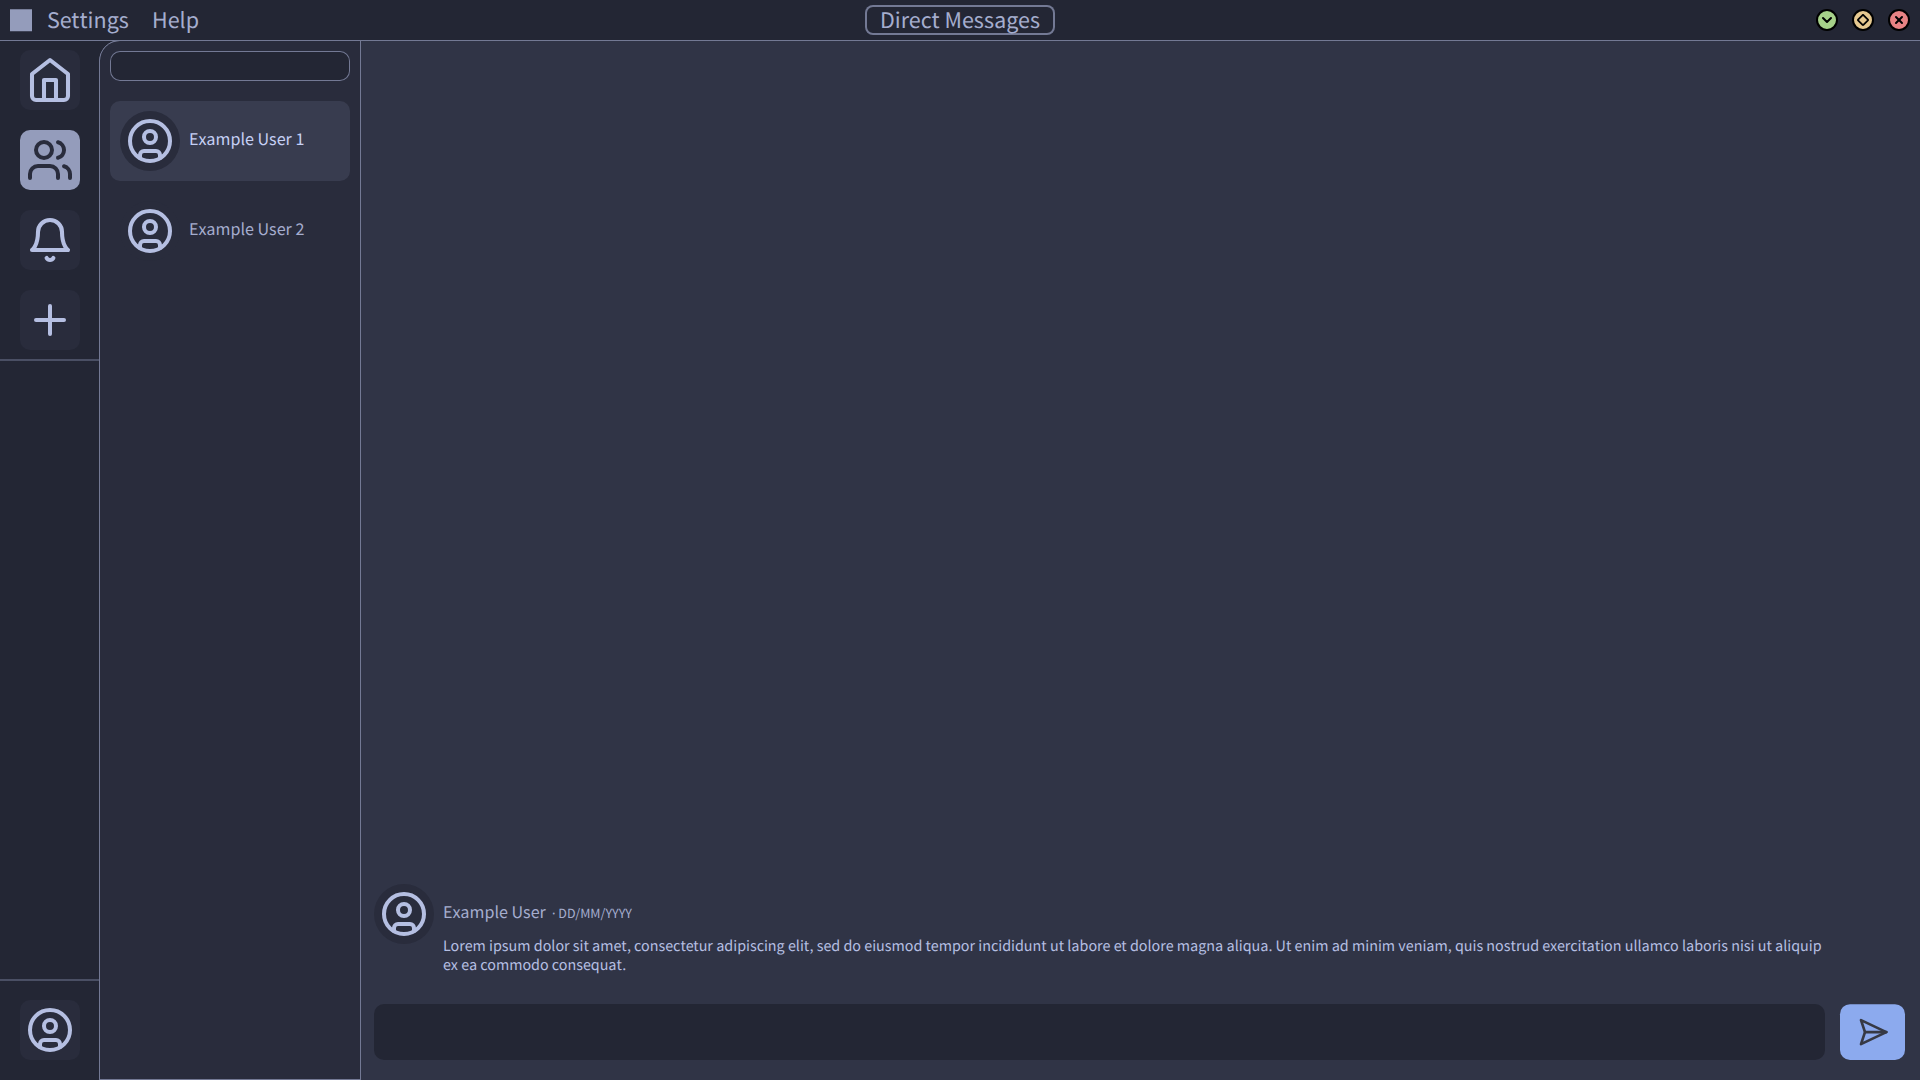 Settings Help
Direct Messages
Example User 1
Example User 2
Example User · DD/MM/YYYY
Lorem ipsum dolor sit amet, consectetur adipiscing elit, sed do eiusmod tempor incididunt ut labore et dolore magna aliqua. Ut enim ad minim veniam, quis nostrud exercitation ullamco laboris nisi ut aliquip
ex ea commodo consequat.